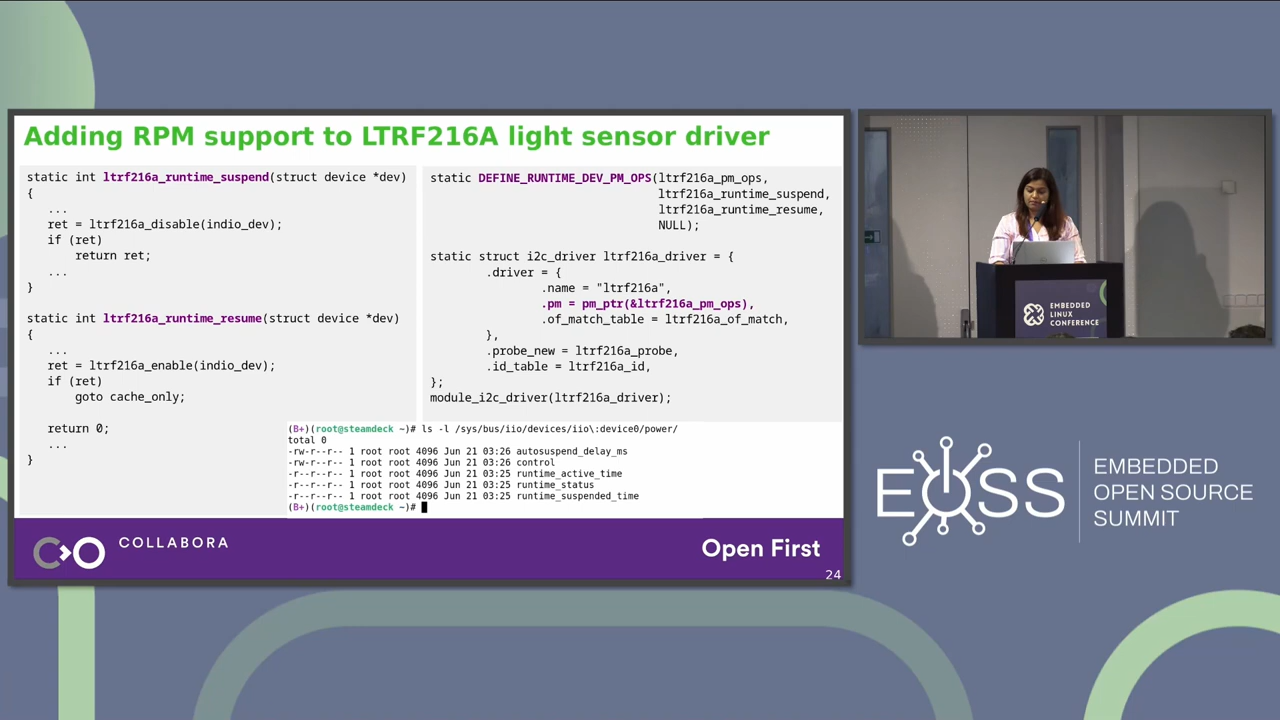 Adding RPM support to LTRF216A light sensor driver
static int ltrf216a_runtime_suspend(struct device *dev)
{
...
ret = ltrf216a_disable(indio_dev);
if (ret)
return ret;
...
}
static int ltrf216a_runtime_resume(struct device *dev)
{
...
ret = ltrf216a_enable(indio_dev);
if (ret)
goto cache_only;
return 0;
...
}
static DEFINE_RUNTIME_DEV_PM_OPS(ltrf216a_pm_ops,
ltrf216a_runtime_suspend,
ltrf216a_runtime_resume,
NULL);
static struct i2c_driver ltrf216a_driver = {
.driver = {
.name = "ltrf216a",
.pm = pm_ptr(&ltrf216a_pm_ops),
.of_match_table = ltrf216a_of_match,
},
.probe_new = ltrf216a_probe,
.id_table = ltrf216a_id,
};
module_i2c_driver(ltrf216a_driver);
(B+)(root@steamdeck ~)# ls -l /sys/bus/iio/devices/iio\:device0/power/
total 0
-rw-r--r-- 1 root root 4096 Jun 21 03:26 autosuspend_delay_ms
-rw-r--r-- 1 root root 4096 Jun 21 03:26 control
-r--r--r-- 1 root root 4096 Jun 21 03:25 runtime_active_time
-r--r--r-- 1 root root 4096 Jun 21 03:25 runtime_status
-r--r--r-- 1 root root 4096 Jun 21 03:25 runtime_suspended_time
(B+)(root@steamdeck ~)#
COLLABORA
Open First
24
EMBEDDED
LINUX
CONFERENCE
EOSS
EMBEDDED
OPEN SOURCE
SUMMIT